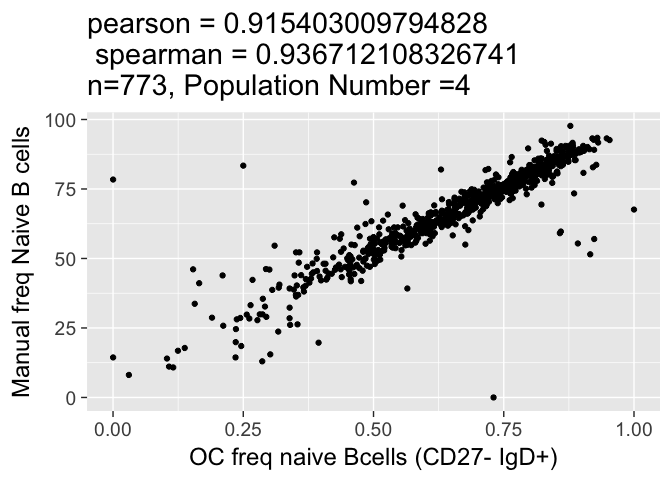 pearson = 0.915403009794828
spearman = 0.936712108326741
n=773, Population Number =4
100
75
50
25
0
Manual freq Naive B cells
0.00 0.25 0.50 0.75 1.00
OC freq naive Bcells (CD27- IgD+)